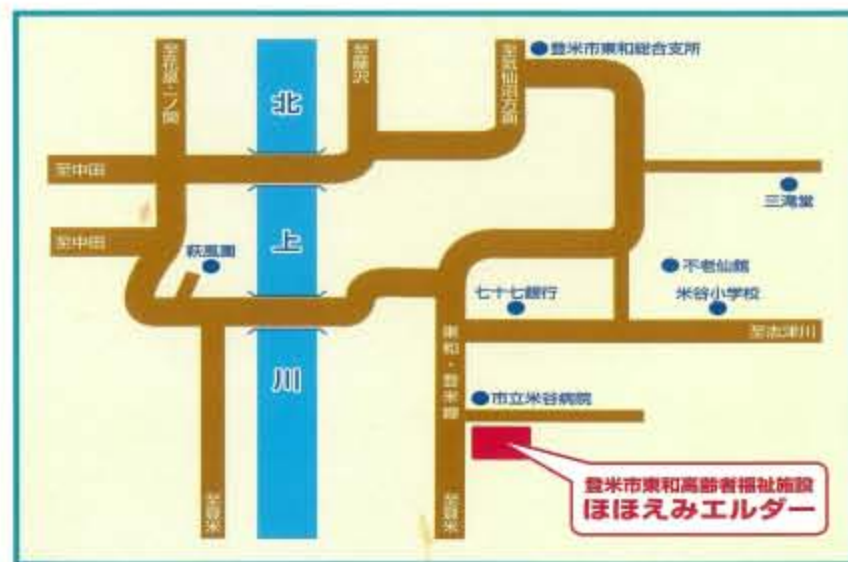 至花泉・一ノ関
北
至藤沢
至気仙沼方面
登米市東和総合支所
至中田
三滝堂
至中田
萩風園
上
不老仙館
七十七銀行
米谷小学校
東和・登米線
至志津川
川
市立米谷病院
登米市東和高齢者福祉施設
ほほえみエルダー
至登米
至登米